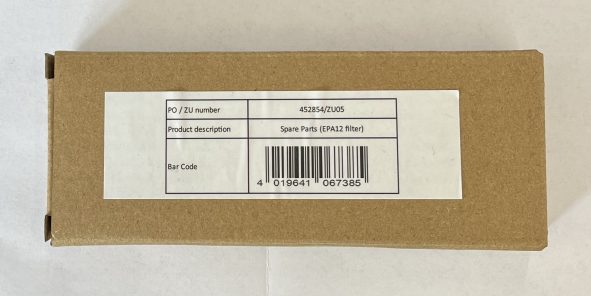 PO / ZU number 452854/ZU05
Product description Spare Parts (EPA12 filter)
Bar Code
4 019641 067385